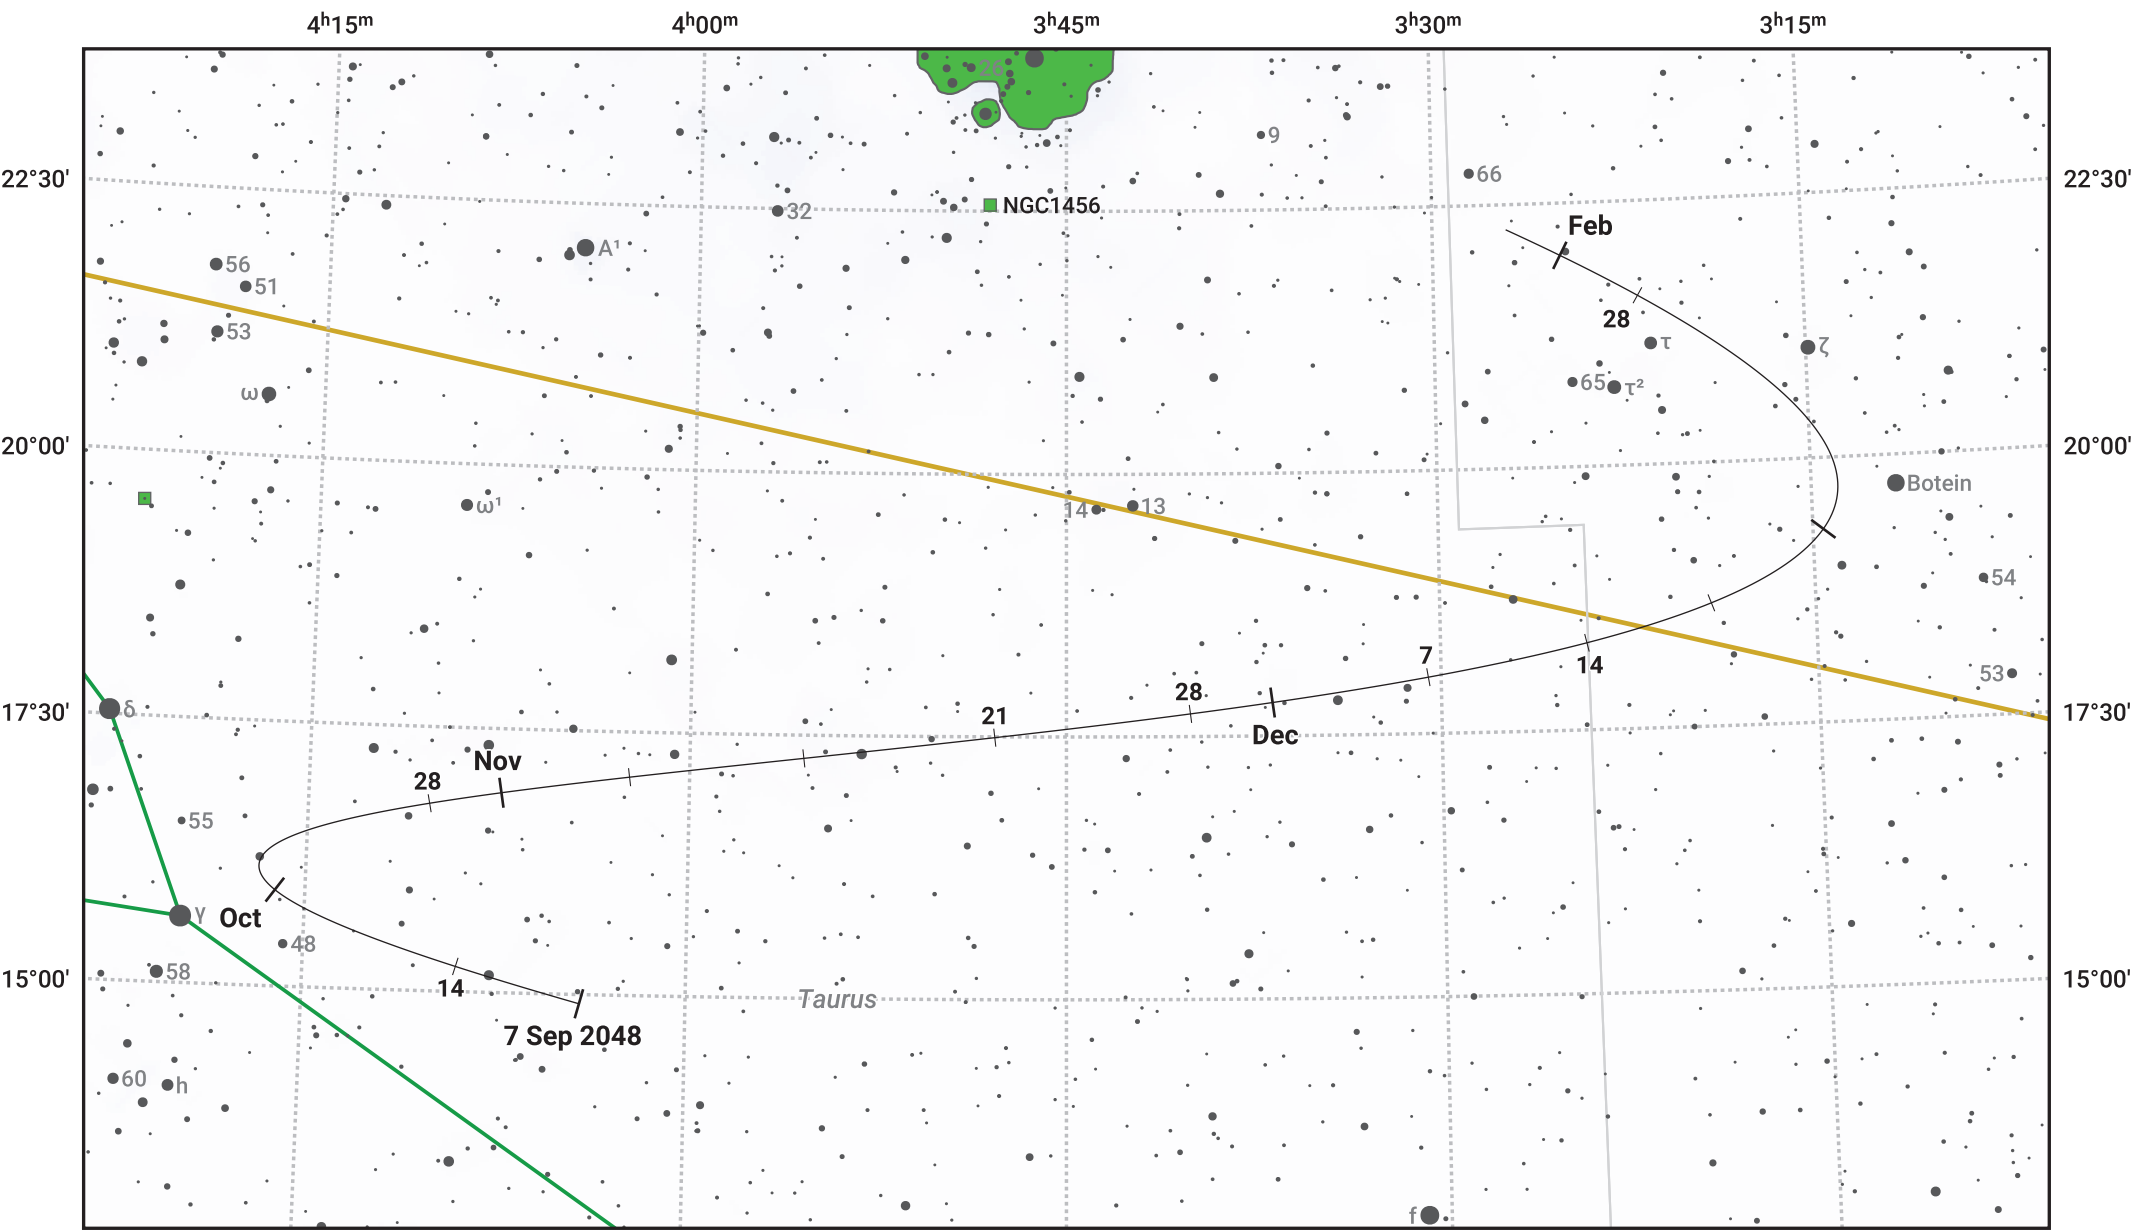 4ʰ15ᵐ 4ʰ00ᵐ 3ʰ45ᵐ 3ʰ30ᵐ 3ʰ15ᵐ
26
9
22°30' 66 22°30'
32 NGC1456
Feb
A¹
56
51
28
53 τ ζ
65 τ²
ω
20°00' 20°00'
Botein
ω¹ 14 13
54
7
14
53
28
δ 21
17°30' Dec 17°30'
Nov
28
55
γ Oct
48
58
15°00' 14 Taurus 15°00'
7 Sep 2048
60 h
f